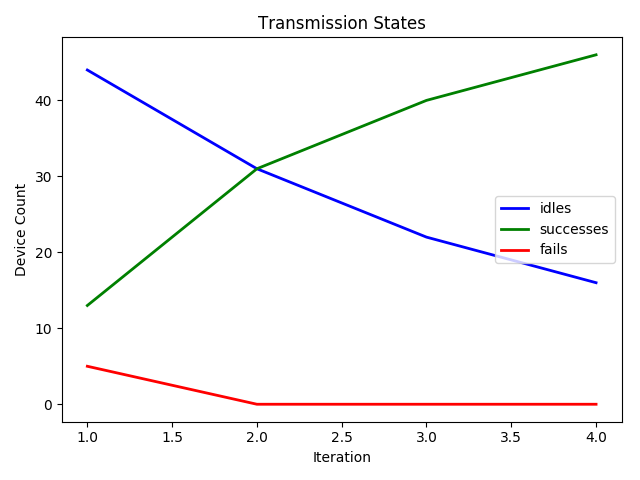 Transmission States
Device Count
40
30
20
10
0
idles
successes
fails
1.0 1.5 2.0 2.5 3.0 3.5 4.0
Iteration